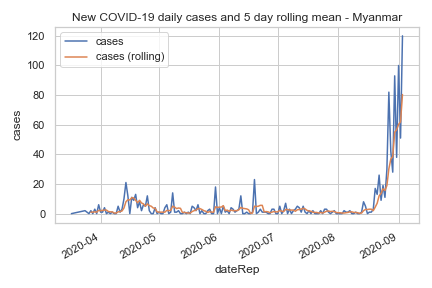 New COVID-19 daily cases and 5 day rolling mean - Myanmar
cases
cases (rolling)
120
100
80
60
40
20
0
cases
2020-04
2020-05
2020-06
2020-07
2020-08
2020-09
dateRep